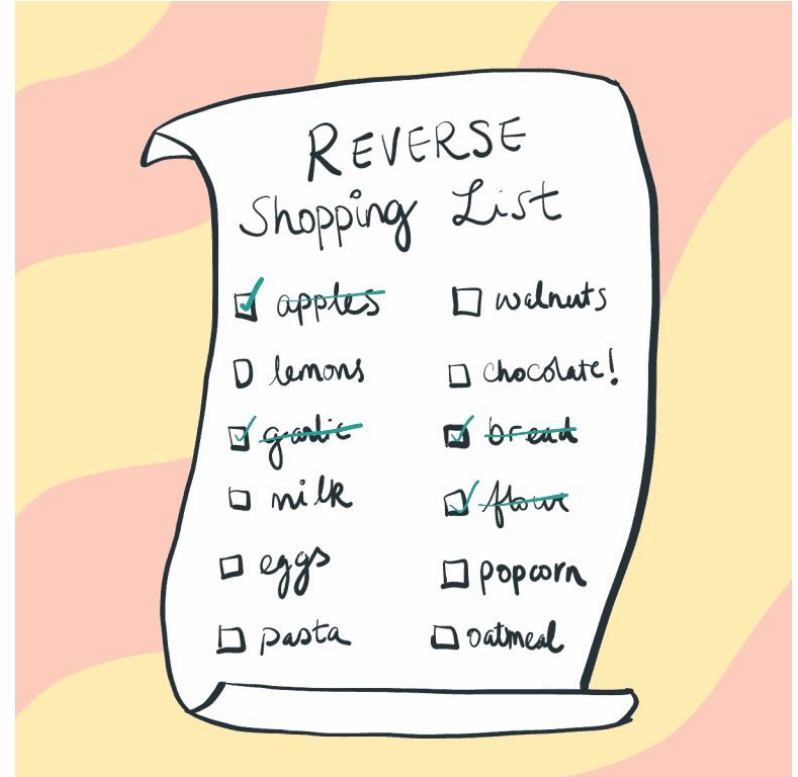 REVERSE
Shopping List
apples
lemons
garlic
milk
eggs
pasta
walnuts
chocolate!
bread
flour
popcorn
oatmeal